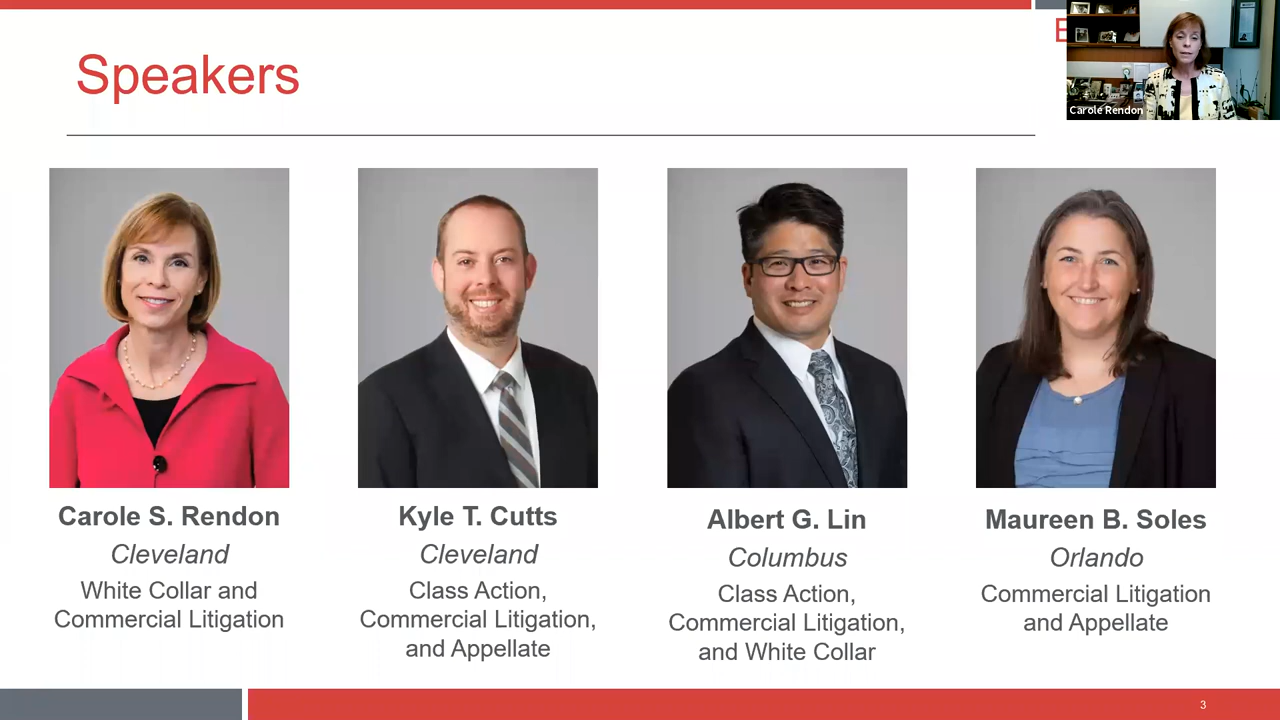 Speakers
Carole Rendon
Carole S. Rendon
Cleveland
White Collar and
Commercial Litigation
Kyle T. Cutts
Cleveland
Class Action,
Commercial Litigation,
and Appellate
Albert G. Lin
Columbus
Class Action,
Commercial Litigation,
and White Collar
Maureen B. Soles
Orlando
Commercial Litigation
and Appellate
3